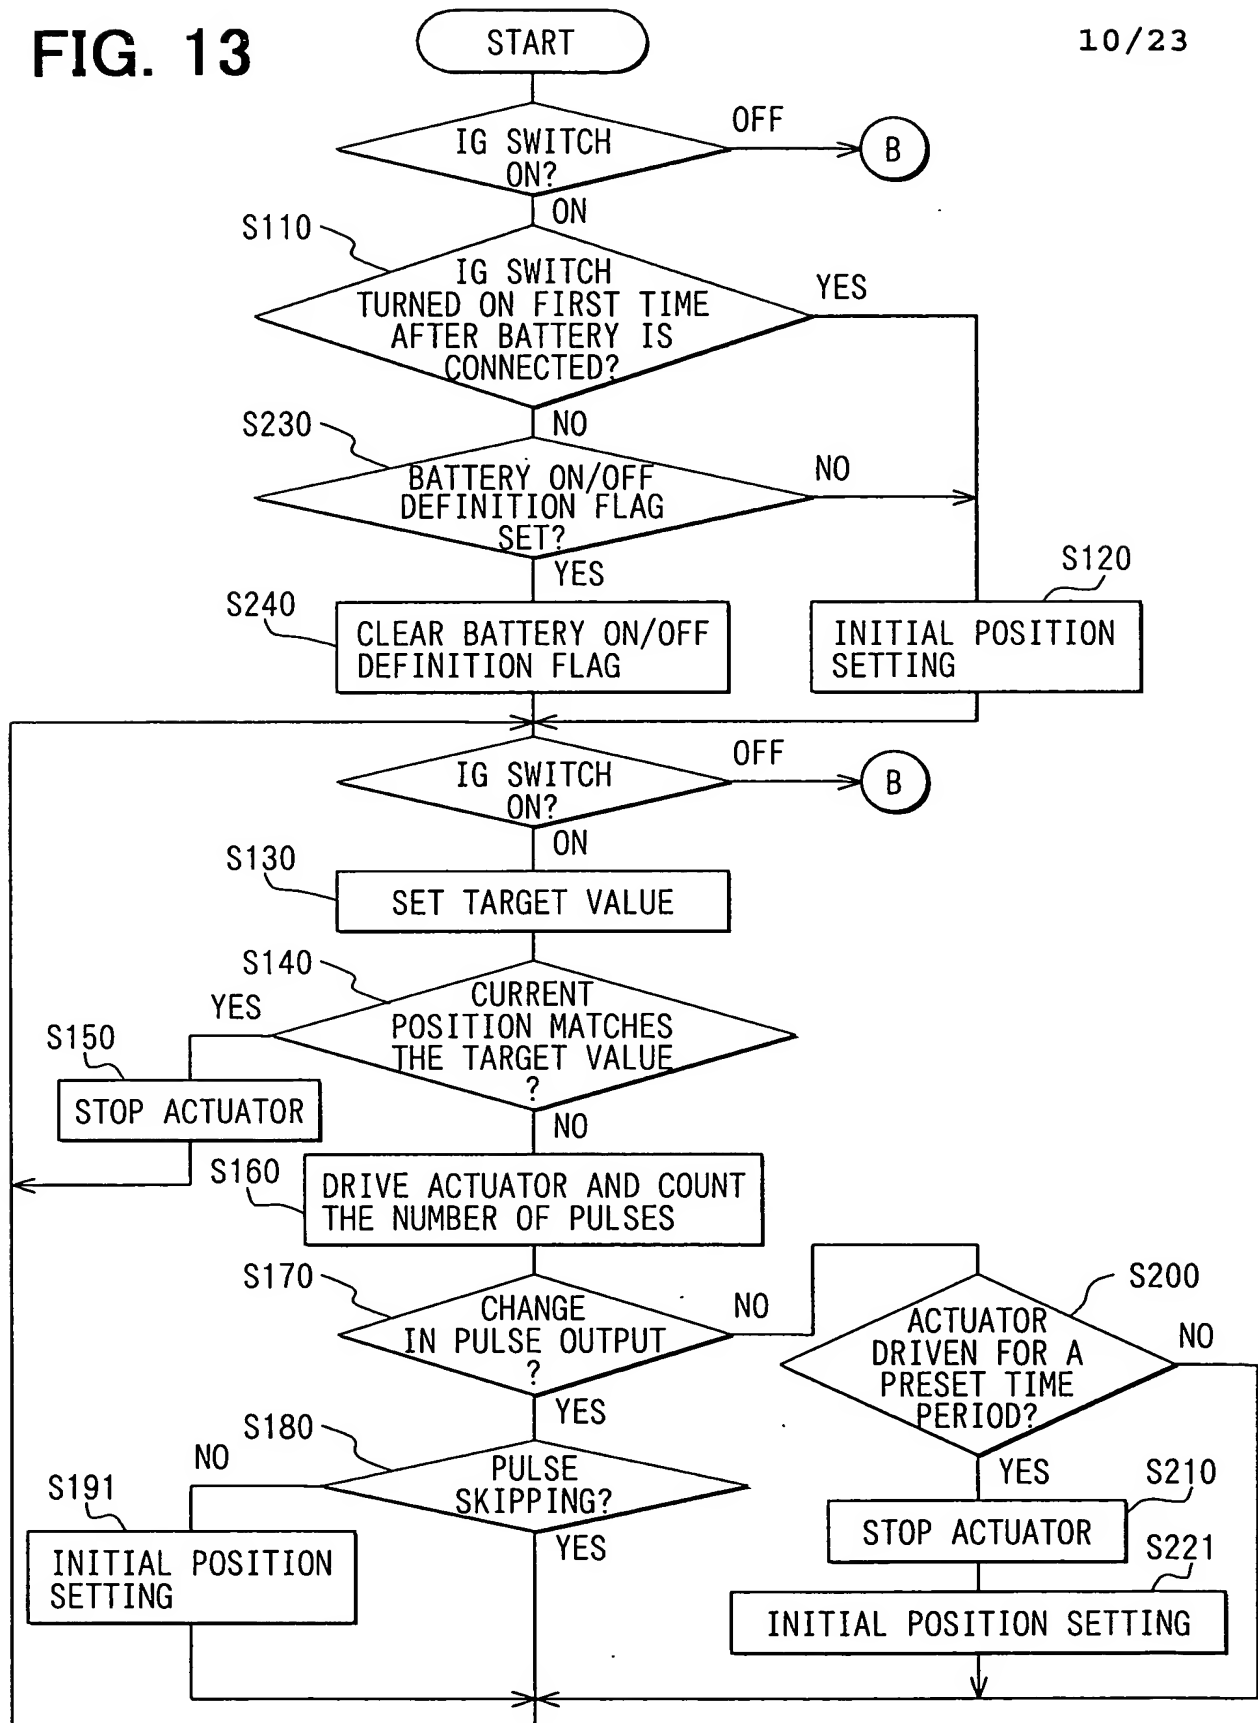 FIG. 13
10/23
START
IG SWITCH
ON?
OFF
B
ON
S110
IG SWITCH
TURNED ON FIRST TIME
AFTER BATTERY IS
CONNECTED?
YES
NO
S230
BATTERY ON/OFF
DEFINITION FLAG
SET?
NO
YES
S240
CLEAR BATTERY ON/OFF
DEFINITION FLAG
S120
INITIAL POSITION
SETTING
IG SWITCH
ON?
OFF
B
ON
S130
SET TARGET VALUE
S140
CURRENT
POSITION MATCHES
THE TARGET VALUE
?
YES
S150
STOP ACTUATOR
NO
S160
DRIVE ACTUATOR AND COUNT
THE NUMBER OF PULSES
S170
CHANGE
IN PULSE OUTPUT
?
NO
S200
ACTUATOR
DRIVEN FOR A
PRESET TIME
PERIOD?
NO
YES
S180
PULSE
SKIPPING?
NO
S191
INITIAL POSITION
SETTING
YES
YES
S210
STOP ACTUATOR
S221
INITIAL POSITION SETTING